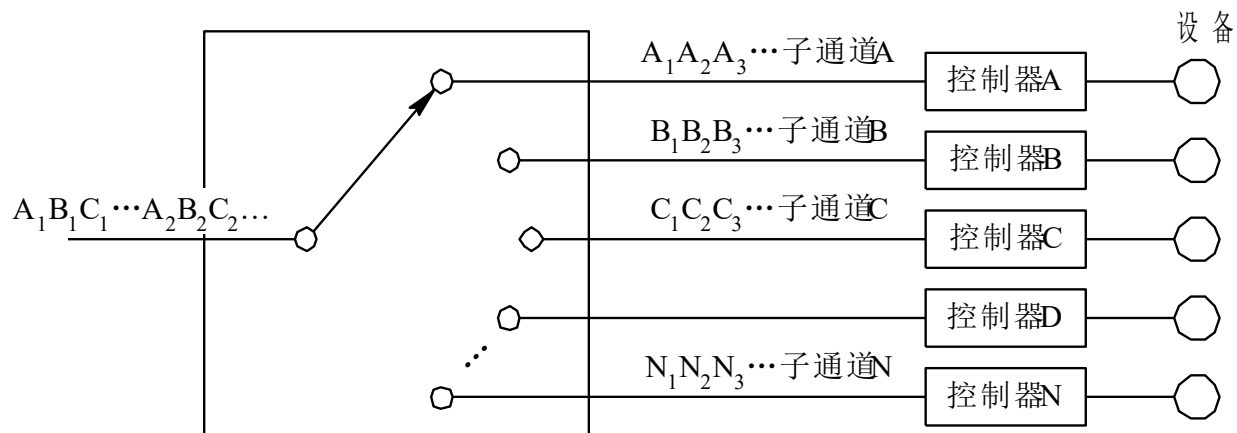 设备
A₁A₂A₃…子通道A
控制器A
B₁B₂B₃…子通道B
控制器B
A₁B₁C₁…A₂B₂C₂…
C₁C₂C₃…子通道C
控制器C
控制器D
N₁N₂N₃…子通道N
控制器N